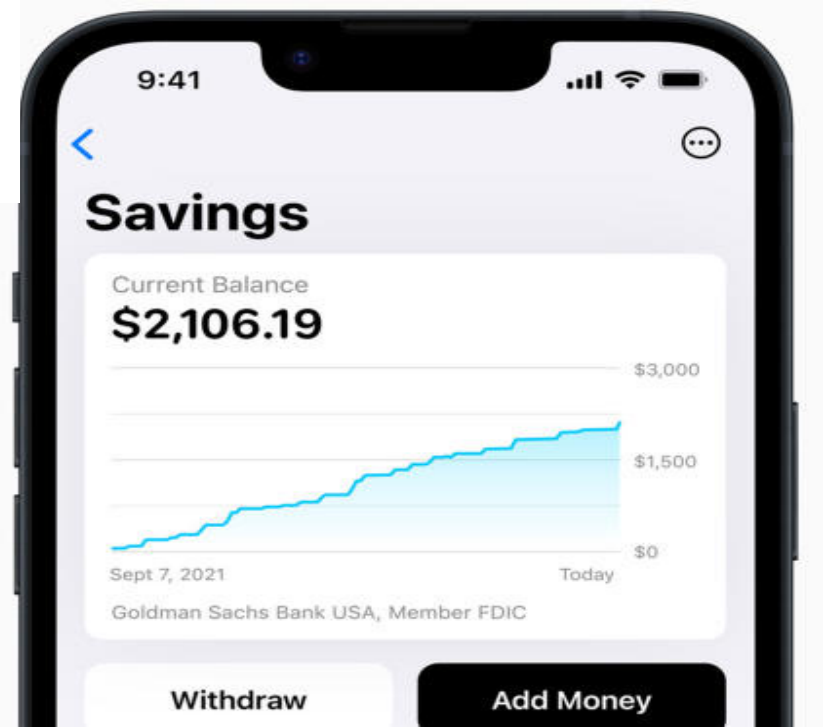 9:41
Savings
Current Balance
$2,106.19
$3,000
$1,500
$0
Sept 7, 2021 Today
Goldman Sachs Bank USA, Member FDIC
Withdraw Add Money